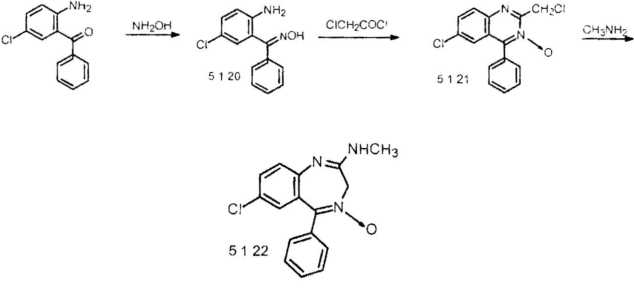 NH₂
Cl
O
NH₂OH
NH₂
Cl
NOH
5 1 20
ClCH₂COCl
N
CH₂Cl
Cl
N
O
5 1 21
CH₃NH₂
NHCH₃
N
Cl
N
O
5 1 22